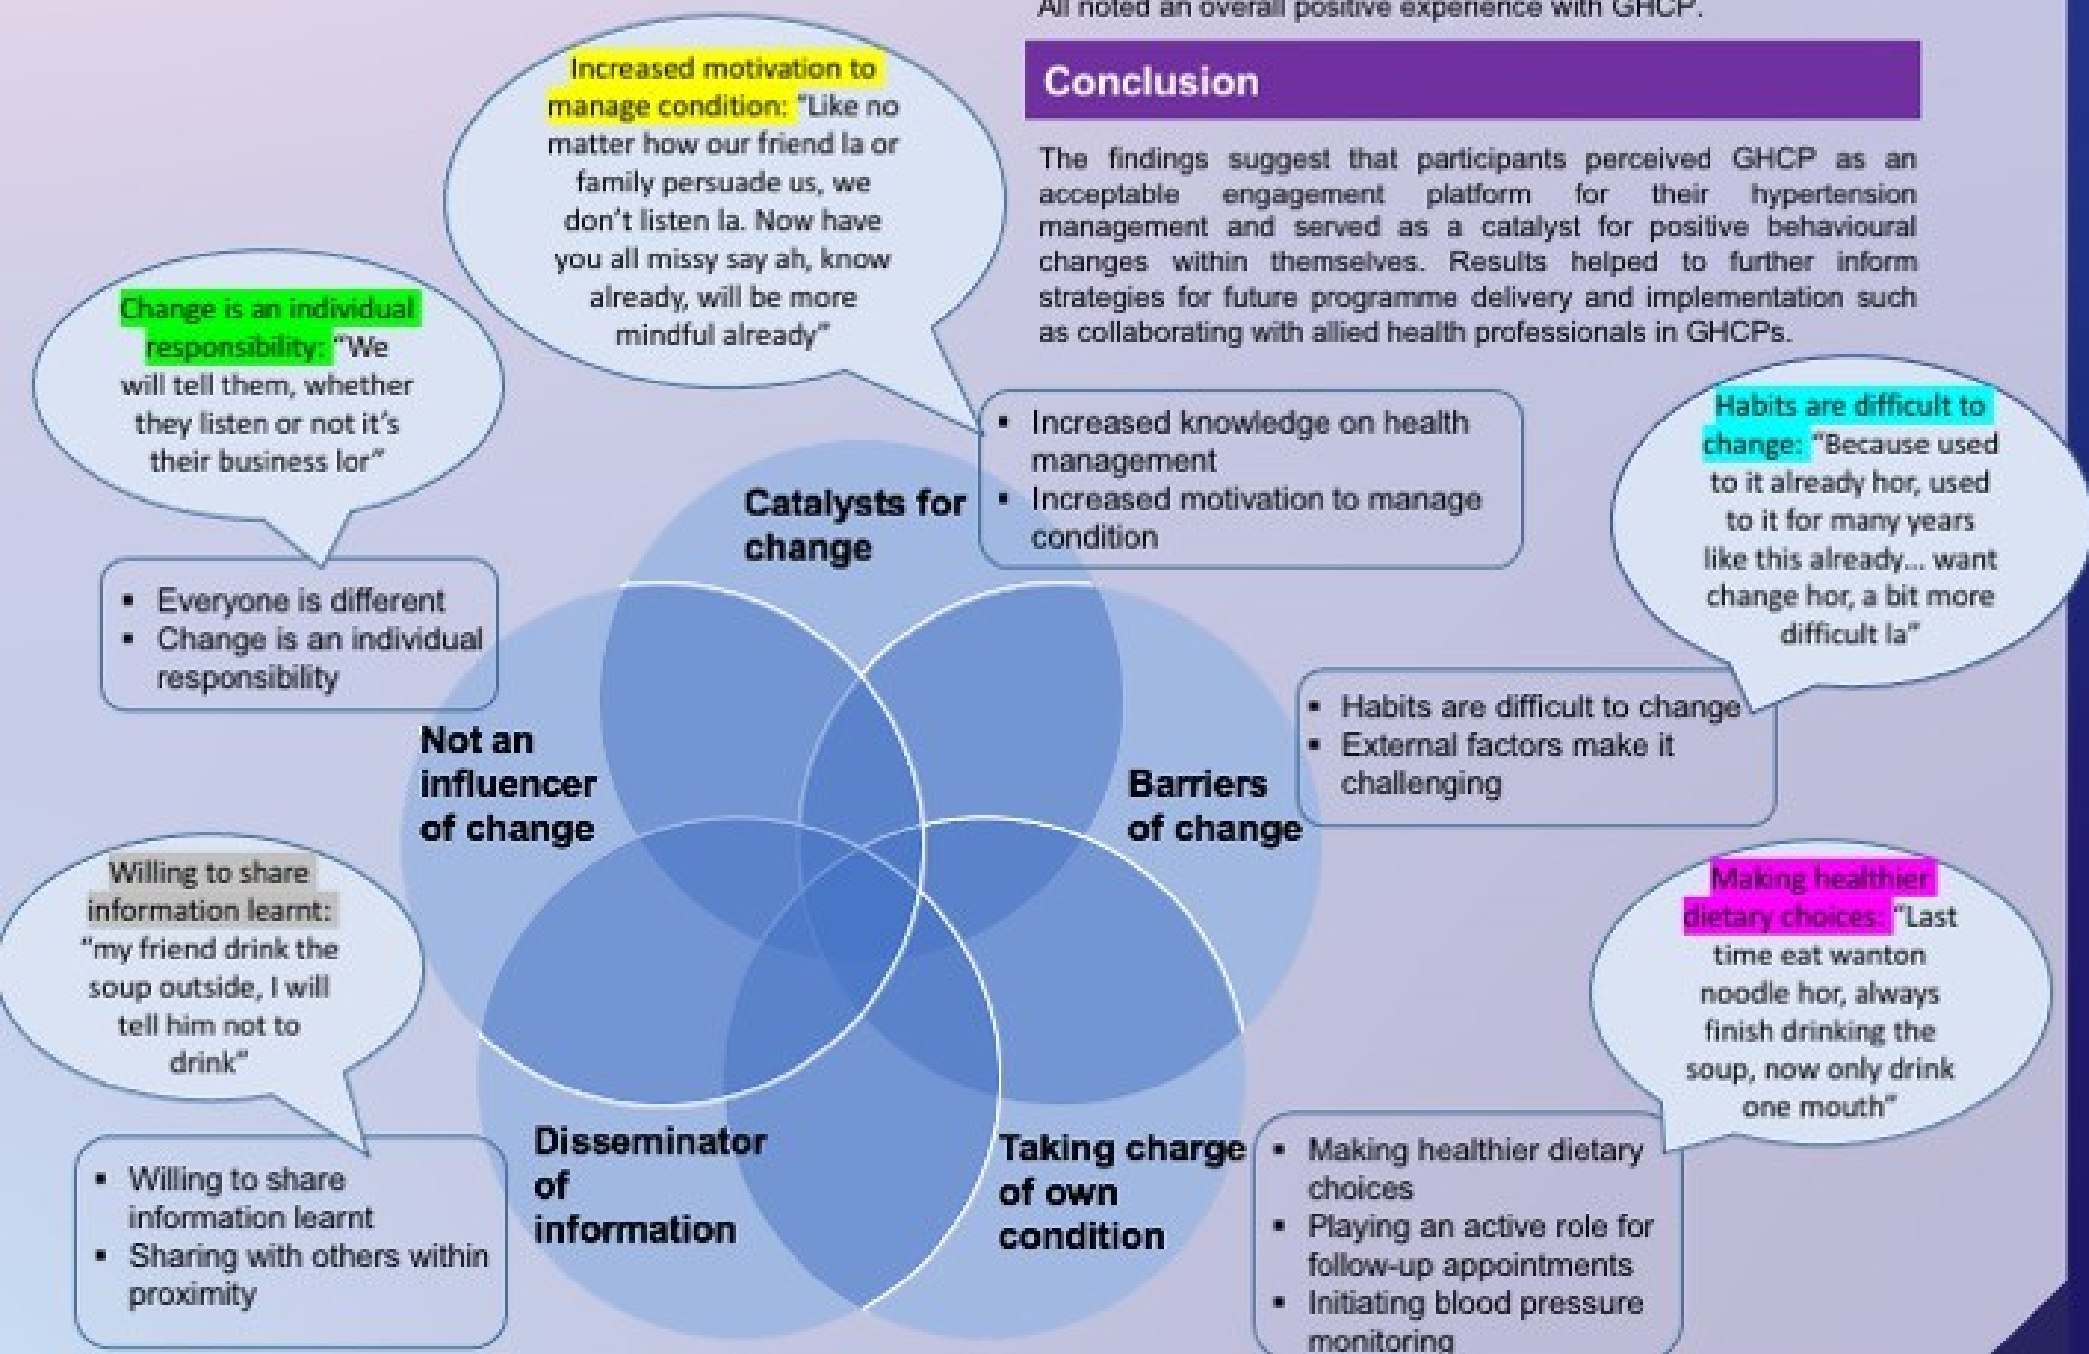 All noted an overall positive experience with GHCP.
Conclusion
The findings suggest that participants perceived GHCP as an
acceptable engagement platform for their hypertension
management and served as a catalyst for positive behavioural
changes within themselves. Results helped to further inform
strategies for future programme delivery and implementation such
as collaborating with allied health professionals in GHCPs.
Increased motivation to
manage condition: "Like no
matter how our friend la or
family persuade us, we
don't listen la. Now have
you all missy say ah, know
already, will be more
mindful already"
Change is an individual
responsibility: "We
will tell them, whether
they listen or not it's
their business lor"
▪ Everyone is different
▪ Change is an individual
responsibility
Catalysts for
change
▪ Increased knowledge on health
management
▪ Increased motivation to manage
condition
Habits are difficult to
change: "Because used
to it already hor, used
to it for many years
like this already... want
change hor, a bit more
difficult la"
▪ Habits are difficult to change
▪ External factors make it
challenging
Not an
influencer
of change
Barriers
of change
Willing to share
information learnt:
"my friend drink the
soup outside, I will
tell him not to
drink"
▪ Willing to share
information learnt
▪ Sharing with others within
proximity
Disseminator
of
information
Taking charge
of own
condition
Making healthier
dietary choices: "Last
time eat wanton
noodle hor, always
finish drinking the
soup, now only drink
one mouth"
▪ Making healthier dietary
choices
▪ Playing an active role for
follow-up appointments
▪ Initiating blood pressure
monitoring